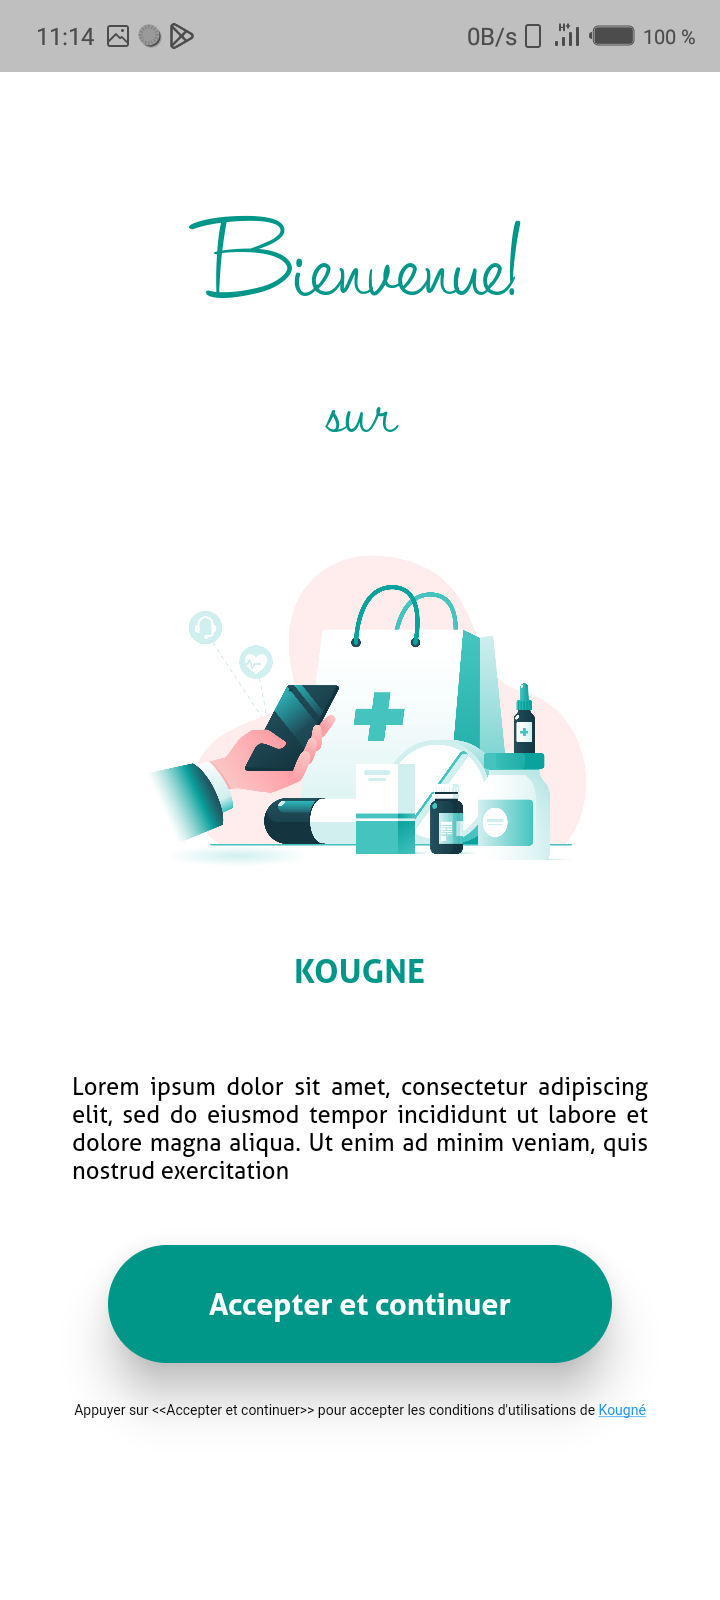 11:14 0B/s H+ 100 %
Bienvenue!
sur
KOUGNE
Lorem ipsum dolor sit amet, consectetur adipiscing
elit, sed do eiusmod tempor incididunt ut labore et
dolore magna aliqua. Ut enim ad minim veniam, quis
nostrud exercitation
Accepter et continuer
Appuyer sur <<Accepter et continuer>> pour accepter les conditions d'utilisations de Kougné